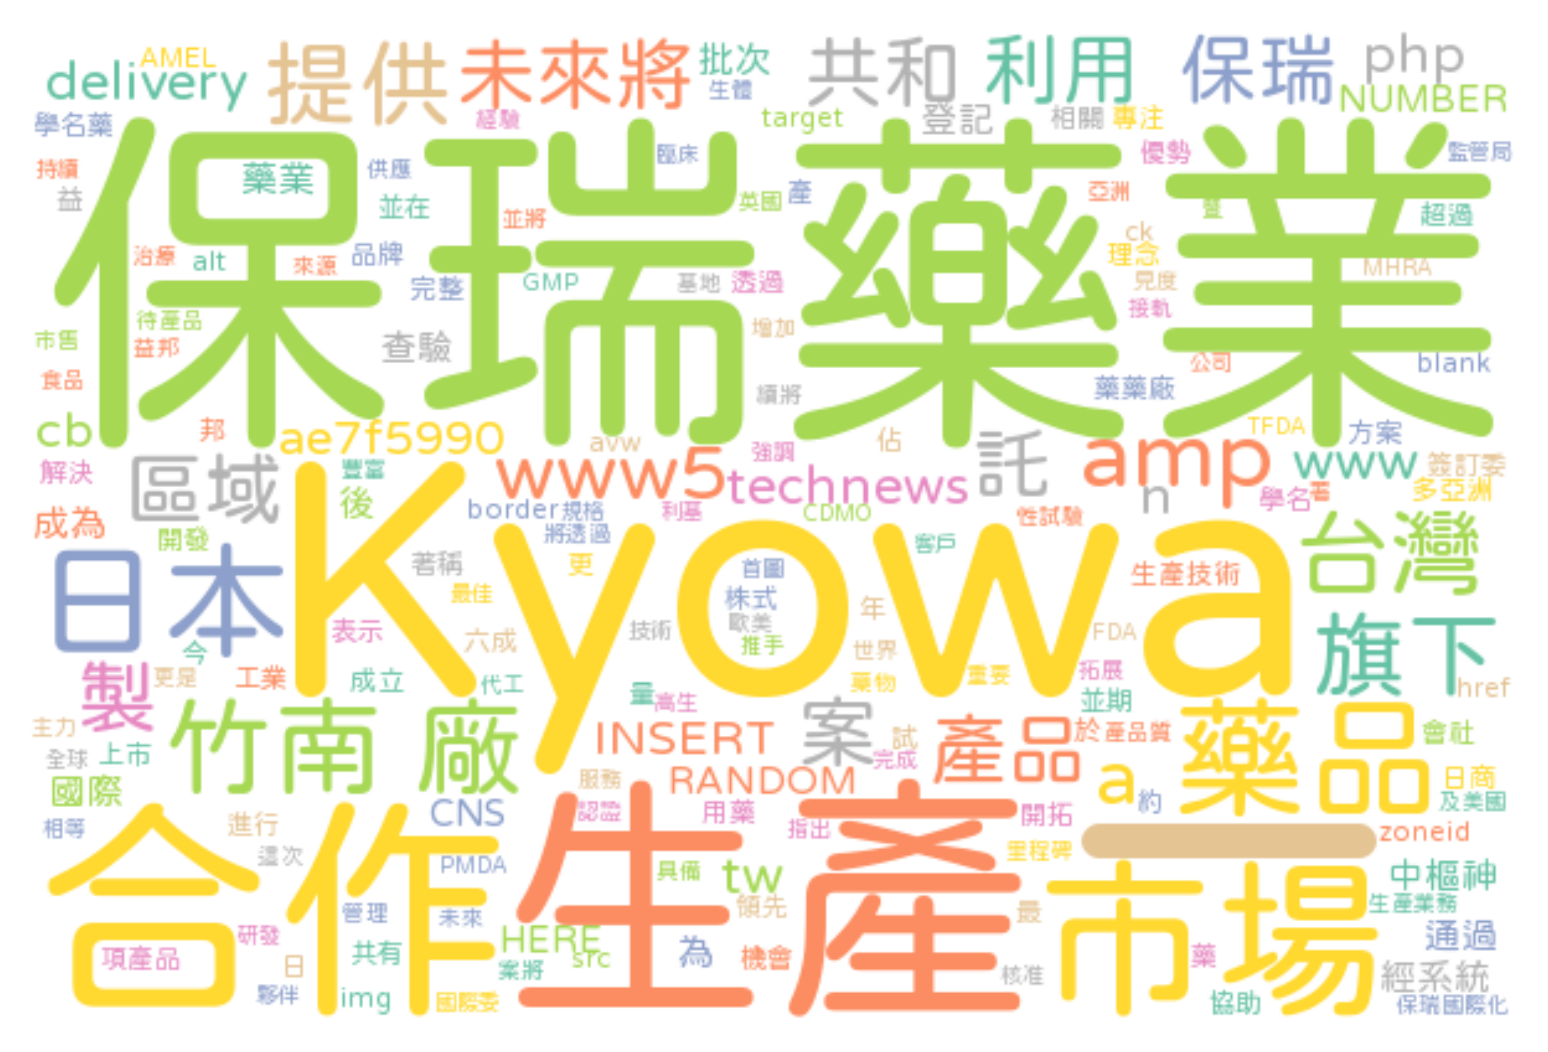 AMEL
delivery
提供
未來將
批次
共和
利用
保瑞
php
生體
NUMBER
學名藥
經驗
target
登記
相關
專注
保瑞藥業
持續
藥業
供應
臨床
優勢
監管局
益
並在
並將
英國
產
亞洲
超過
治療
alt
來源
品牌
ck
理念
MHRA
完整
GMP
基地
透過
見度
接軌
待產品
市售
益邦
查驗
增加
公司
blank
食品
續將
藥藥廠
cb
邦
ae7f5990
avw
佔
TFDA
方案
解決
區域
豐富
www5
強調
technews
託
amp
www
簽訂委
多亞洲
n
學名
署
成為
後
border
規格
利基
CDMO
性試驗
開發
將透過
客戶
台灣
日本
Kyowa
著稱
更
首圖
生產技術
最佳
株式
年
歐美
表示
六成
技術
推手
FDA
旗下
今
世界
製
更是
工業
成立
代工
量
高生
藥物
重要
拓展
並期
href
主力
竹南
廠
INSERT
案
試
產品
於
產品質
藥品
會社
全球
上市
完成
國際
服務
RANDOM
a
約
日商
及美國
合作
生產
CNS
認證
用藥
指出
開拓
相等
進行
zoneid
這次
PMDA
具備
tw
里程碑
市場
中樞神
管理
未來
領先
最
生產業務
研發
HERE
src
項產品
共有
為
機會
藥
通過
日
案將
核准
經系統
夥伴
img
國際委
協助
保瑞國際化